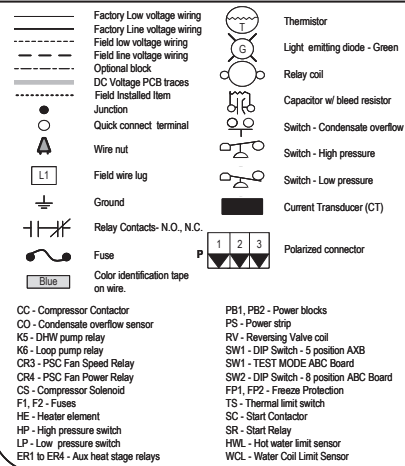 Factory Low voltage wiring
Factory Line voltage wiring
Field low voltage wiring
Field line voltage wiring
Optional block
DC Voltage PCB traces
Field Installed Item
Junction
Quick connect terminal
Wire nut
L1
Field wire lug
Ground
Relay Contacts- N.O., N.C.
Fuse
Blue
Color identification tape
on wire.
T
Thermistor
G
Light emitting diode - Green
Relay coil
Capacitor w/ bleed resistor
Switch - Condensate overflow
Switch - High pressure
Switch - Low pressure
Current Transducer (CT)
P
1 2 3
Polarized connector
CC - Compressor Contactor
CO - Condensate overflow sensor
K5 - DHW pump relay
K6 - Loop pump relay
CR3 - PSC Fan Speed Relay
CR4 - PSC Fan Power Relay
CS - Compressor Solenoid
F1, F2 - Fuses
HE - Heater element
HP - High pressure switch
LP - Low pressure switch
ER1 to ER4 - Aux heat stage relays
PB1, PB2 - Power blocks
PS - Power strip
RV - Reversing Valve coil
SW1 - DIP Switch - 5 position AXB
SW1 - TEST MODE ABC Board
SW2 - DIP Switch - 8 position ABC Board
FP1, FP2 - Freeze Protection
TS - Thermal limit switch
SC - Start Contactor
SR - Start Relay
HWL - Hot water limit sensor
WCL - Water Coil Limit Sensor